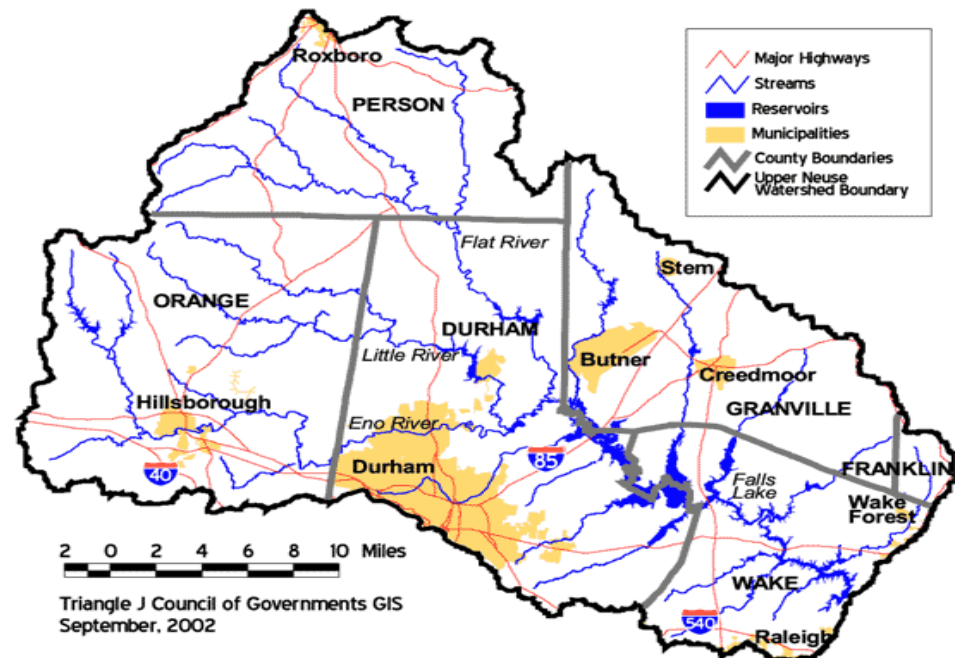 Roxboro
PERSON
Major Highways
Streams
Reservoirs
Municipalities
County Boundaries
Upper Neuse
Watershed Boundary
Flat River
Stem
ORANGE
DURHAM
Little River
Butner
Creedmoor
Hillsborough
GRANVILLE
Eno River
Durham
85
40
FRANKLIN
Falls
Lake
Wake
Forest
WAKE
540
Raleigh
2 0 2 4 6 8 10 Miles
Triangle J Council of Governments GIS
September, 2002